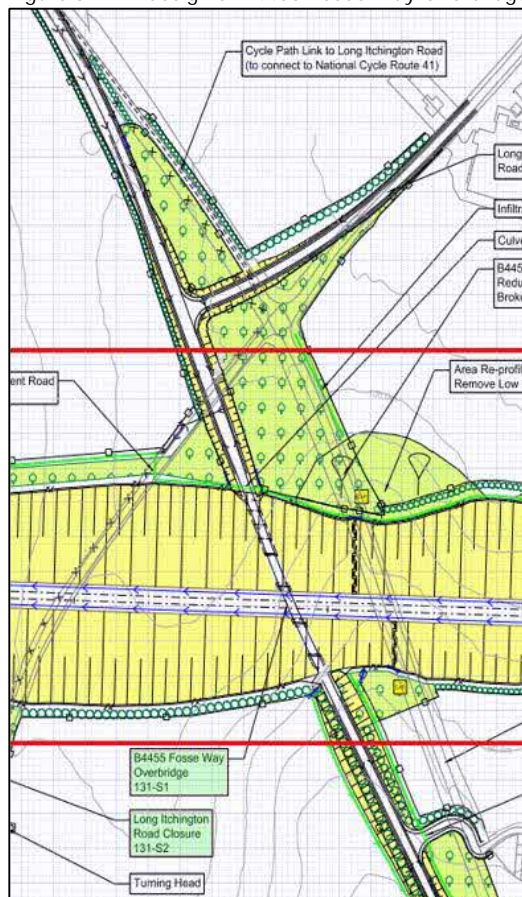 Cycle Path Link to Long Itchington Road
(to connect to National Cycle Route 41)
Long
Road
Infiltr
Culve
B445
Redu
Broke
ent Road
Area Re-profil
Remove Low
B4455 Fosse Way
Overbridge
131-S1
Long Itchington
Road Closure
131-S2
Turning Head